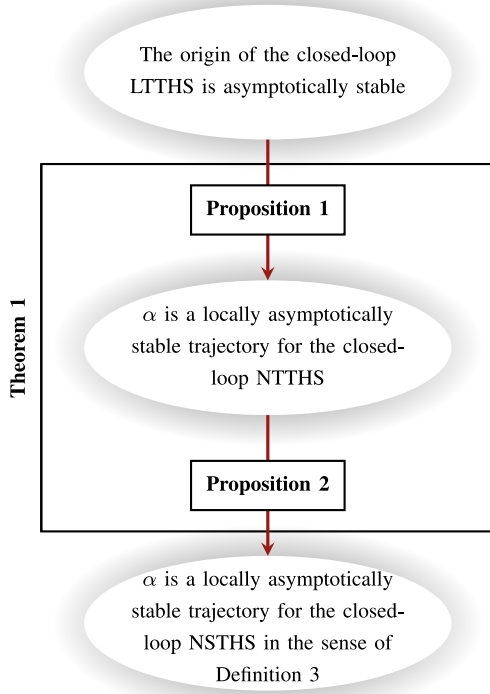 The origin of the closed-loop
LTTHS is asymptotically stable
Proposition 1
Theorem 1
α is a locally asymptotically
stable trajectory for the closed-
loop NTTHS
Proposition 2
α is a locally asymptotically
stable trajectory for the closed-
loop NSTHS in the sense of
Definition 3